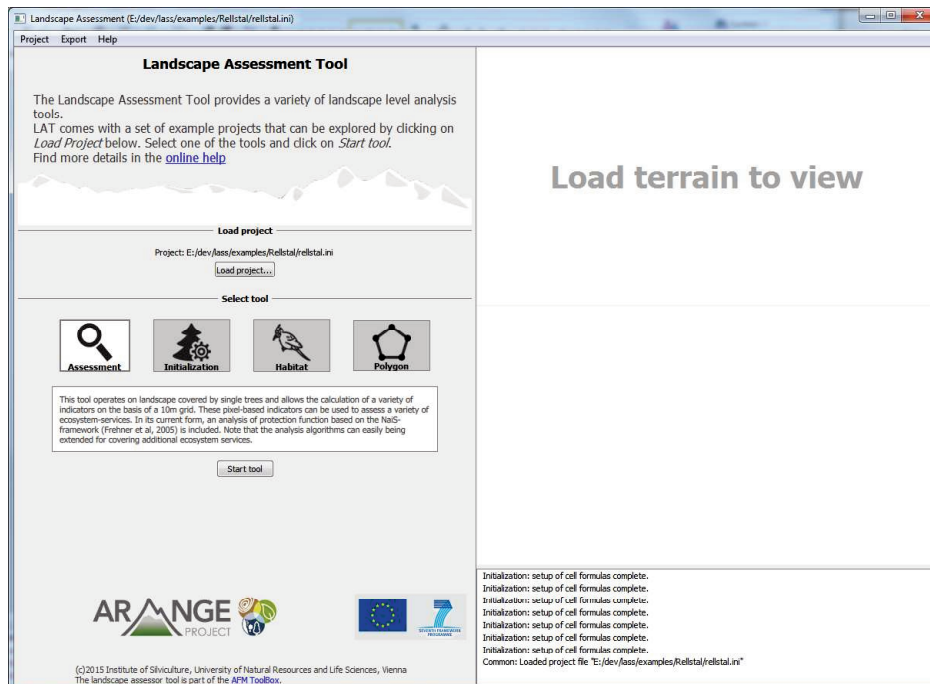 Landscape Assessment (E:/dev/lass/examples/Rellstal/rellstal.ini)
Project Export Help
Landscape Assessment Tool
The Landscape Assessment Tool provides a variety of landscape level analysis
tools.
LAT comes with a set of example projects that can be explored by clicking on
Load Project below. Select one of the tools and click on Start tool.
Find more details in the online help
Load project
Project: E:/dev/lass/examples/Rellstal/rellstal.ini
Load project...
Select tool
Assessment
Initialization
Habitat
Polygon
This tool operates on landscape covered by single trees and allows the calculation of a variety of
indicators on the basis of a 10m grid. These pixel-based indicators can be used to assess a variety of
ecosystem-services. In its current form, an analysis of protection function based on the NaiS-
framework (Frehner et al, 2005) is included. Note that the analysis algorithms can easily being
extended for covering additional ecosystem services.
Start tool
ARANGE
PROJECT
SEVENTH FRAMEWORK
PROGRAMME
(c)2015 Institute of Silviculture, University of Natural Resources and Life Sciences, Vienna
The landscape assessor tool is part of the AFM ToolBox.
Load terrain to view
Initialization: setup of cell formulas complete.
Initialization: setup of cell formulas complete.
Initialization: setup of cell formulas complete.
Initialization: setup of cell formulas complete.
Initialization: setup of cell formulas complete.
Initialization: setup of cell formulas complete.
Initialization: setup of cell formulas complete.
Common: Loaded project file "E:/dev/lass/examples/Rellstal/rellstal.ini"